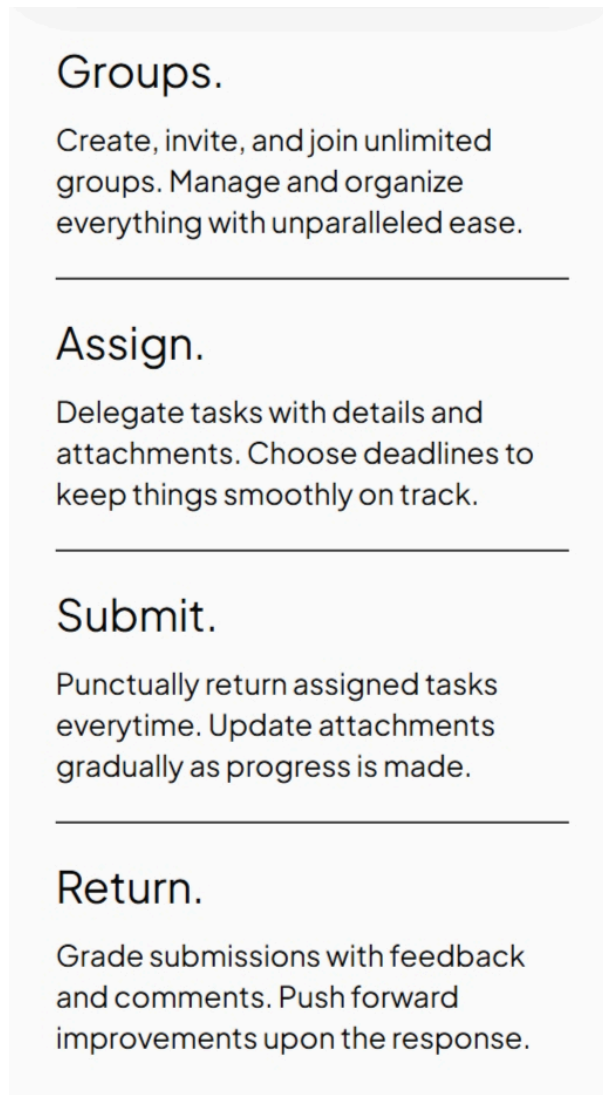 Groups.
Create, invite, and join unlimited
groups. Manage and organize
everything with unparalleled ease.
Assign.
Delegate tasks with details and
attachments. Choose deadlines to
keep things smoothly on track.
Submit.
Punctually return assigned tasks
everytime. Update attachments
gradually as progress is made.
Return.
Grade submissions with feedback
and comments. Push forward
improvements upon the response.